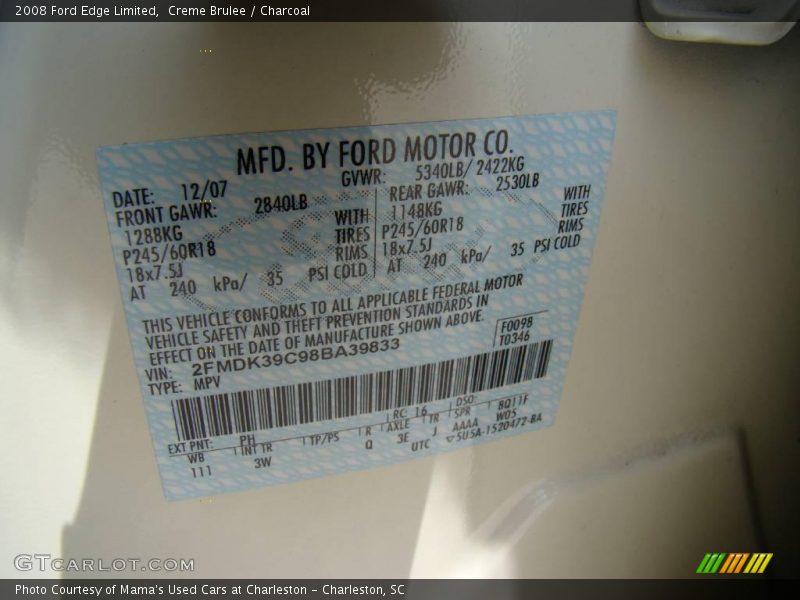 2008 Ford Edge Limited,  Creme Brulee / Charcoal
MFD. BY FORD MOTOR CO.
DATE: 12/07 GVWR: 5340LB/ 2422KG
FRONT GAWR: 2840LB REAR GAWR: 2530LB
1288KG WITH 1148KG WITH
P245/60R18 TIRES P245/60R18 TIRES
18x7.5J RIMS 18x7.5J RIMS
AT 240 kPa/ 35 PSI COLD AT 240 kPa/ 35 PSI COLD
THIS VEHICLE CONFORMS TO ALL APPLICABLE FEDERAL MOTOR
VEHICLE SAFETY AND THEFT PREVENTION STANDARDS IN
EFFECT ON THE DATE OF MANUFACTURE SHOWN ABOVE.
VIN: 2FMDK39C98BA39833 F0098
TYPE: MPV T0346
EXT PNT: PH RC: 16 DSO: 8Q11F
WB INT TR TP/PS R AXLE TR SPR W05
111 3W Q 3E J AAAA
UTC ▽5U5A-1520472-BA
GTCARLOT.COM
Photo Courtesy of Mama's Used Cars at Charleston - Charleston, SC